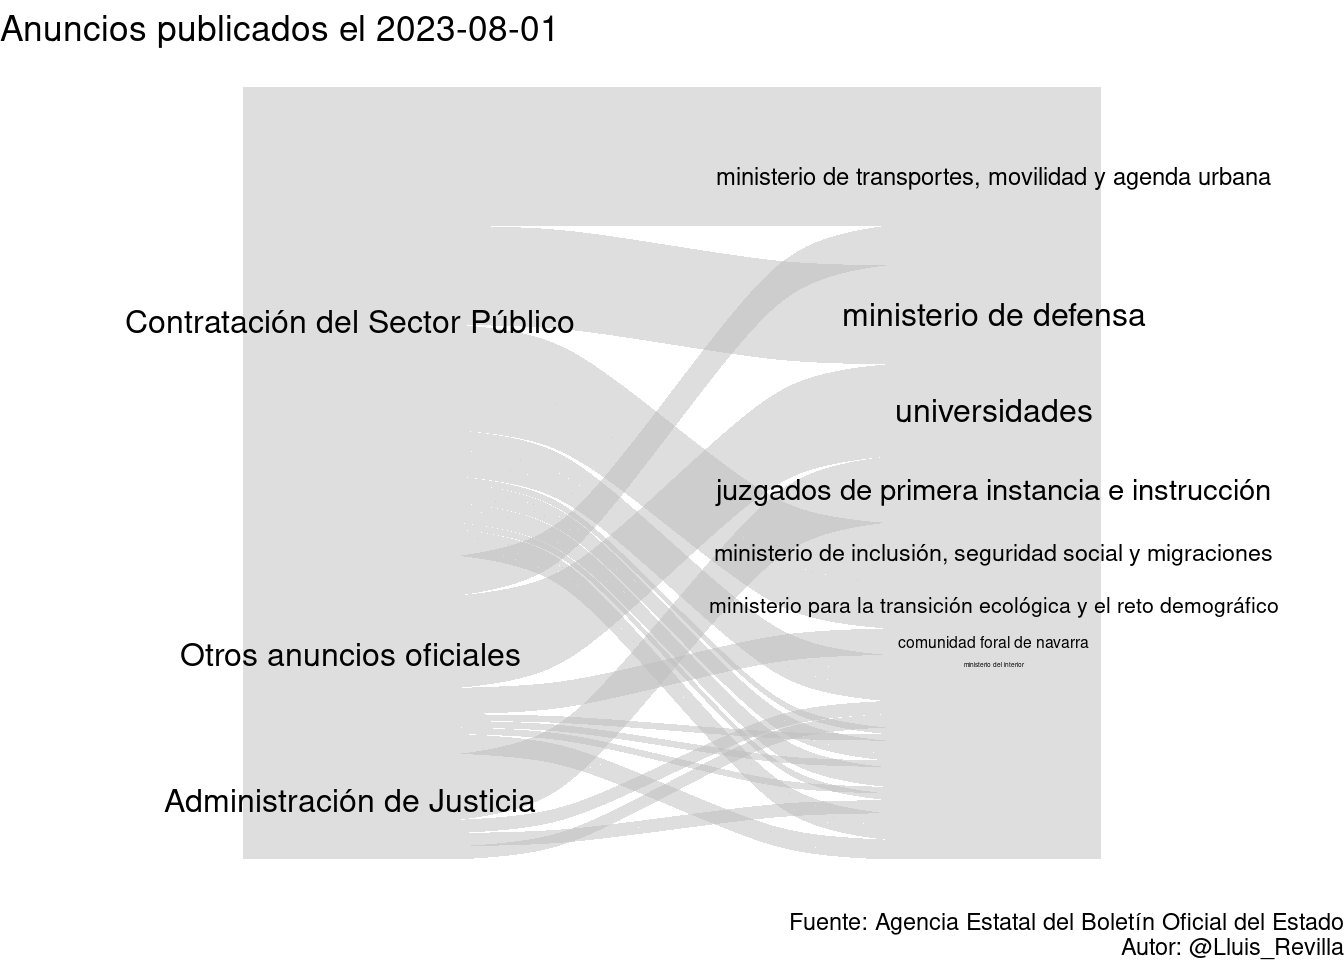 Anuncios publicados el 2023-08-01
ministerio de transportes, movilidad y agenda urbana
Contratación del Sector Público
ministerio de defensa
universidades
juzgados de primera instancia e instrucción
ministerio de inclusión, seguridad social y migraciones
ministerio para la transición ecológica y el reto demográfico
comunidad foral de navarra
Otros anuncios oficiales
ministerio del interior
Administración de Justicia
Fuente: Agencia Estatal del Boletín Oficial del Estado
Autor: @Lluis_Revilla